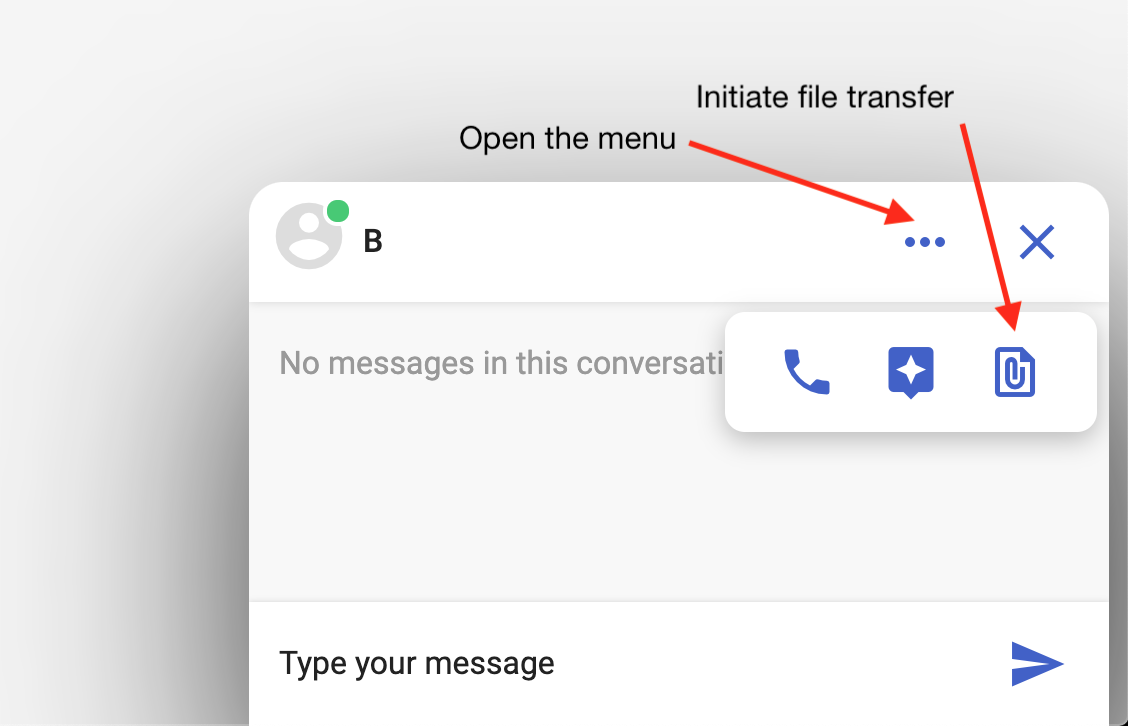 Initiate file transfer
Open the menu
B
No messages in this conversati
Type your message